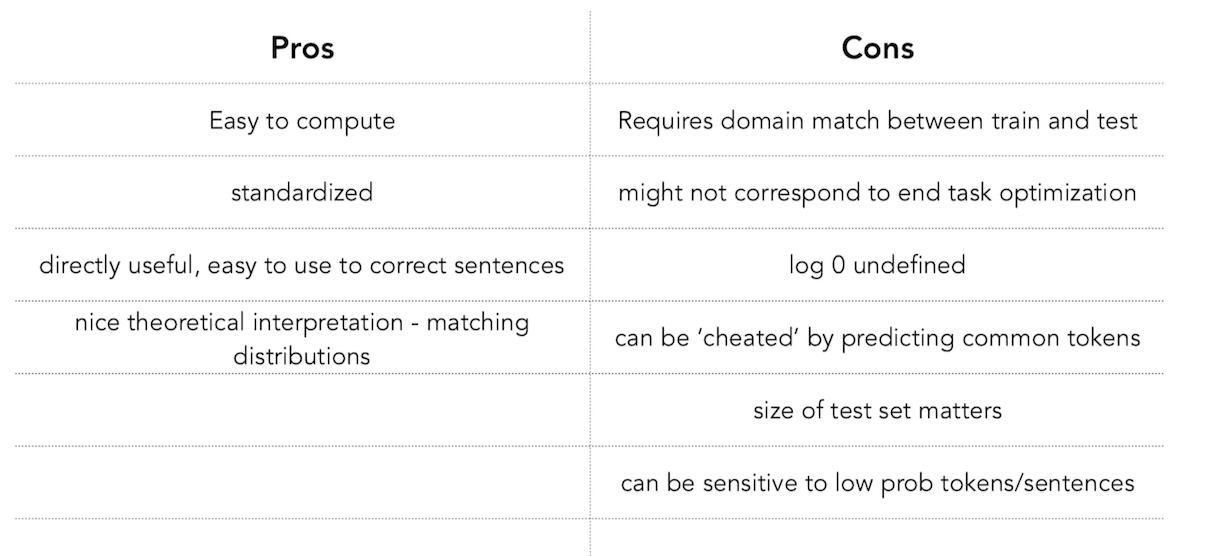 Pros
Cons
Easy to compute
Requires domain match between train and test
standardized
might not correspond to end task optimization
directly useful, easy to use to correct sentences
log 0 undefined
nice theoretical interpretation - matching
distributions
can be ‘cheated’ by predicting common tokens
size of test set matters
can be sensitive to low prob tokens/sentences